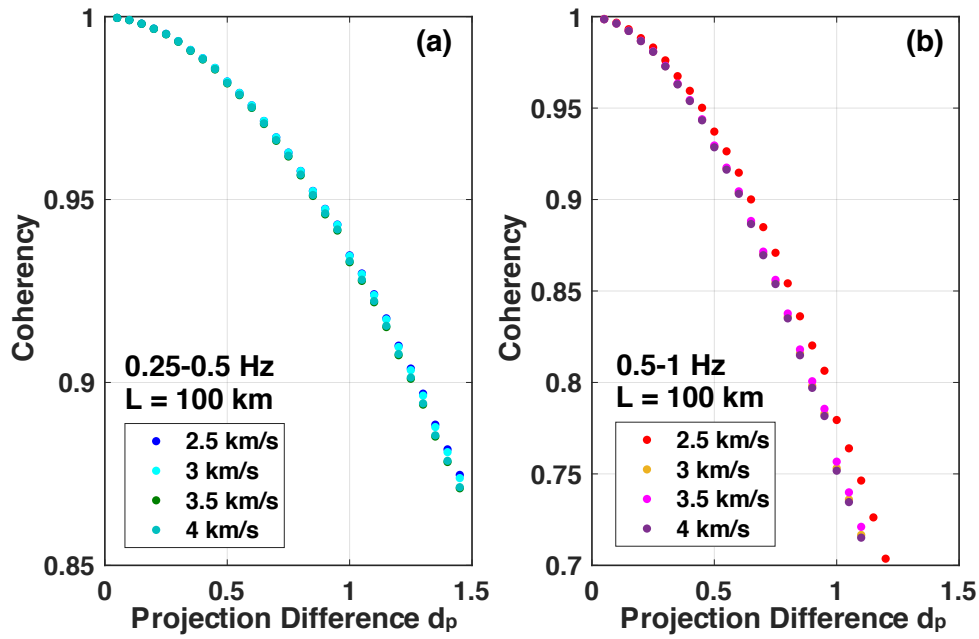 (a)
1
0.95
0.9
0.85
Coherency
0.25-0.5 Hz
L = 100 km
2.5 km/s
3 km/s
3.5 km/s
4 km/s
0
0.5
1
1.5
Projection Difference dp
(b)
1
0.95
0.9
0.85
0.8
0.75
0.7
Coherency
0.5-1 Hz
L = 100 km
2.5 km/s
3 km/s
3.5 km/s
4 km/s
0
0.5
1
1.5
Projection Difference dp